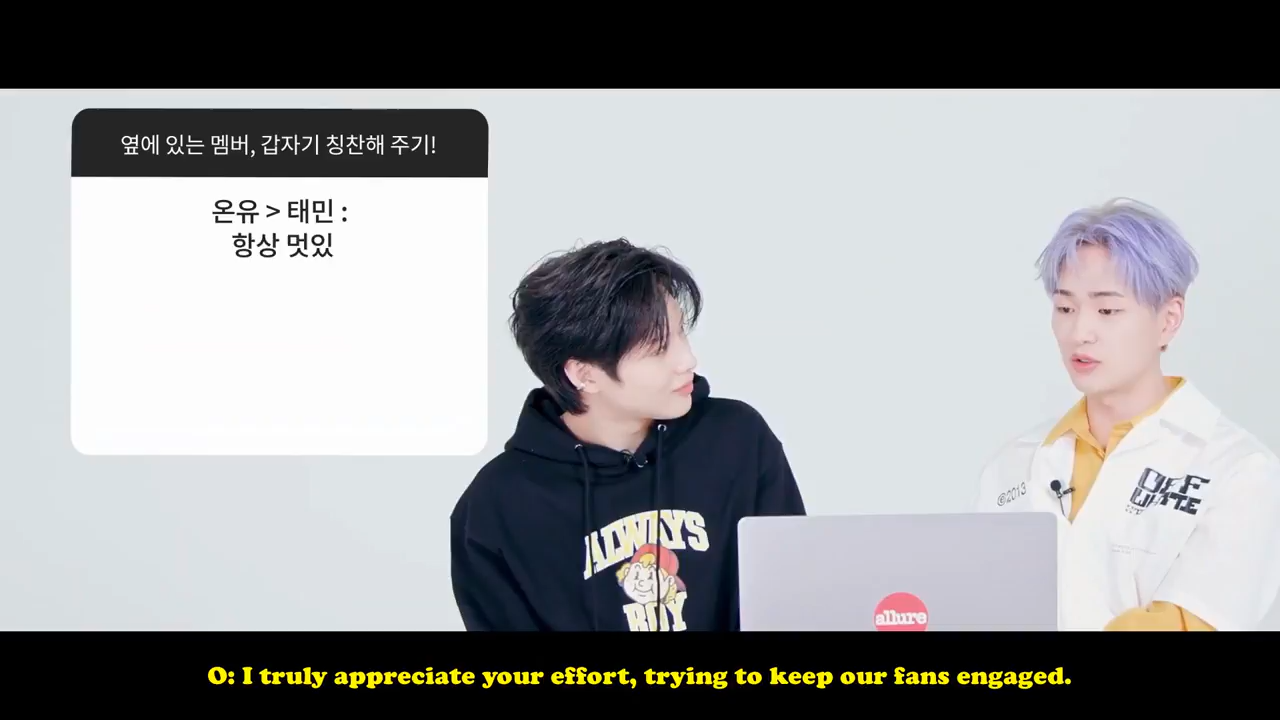 옆에 있는 멤버, 갑자기 칭찬해 주기!
온유 > 태민 :
항상 멋있
@2013
OFF
WHITE
ALWAYS
BOY
allure
O: I truly appreciate your effort, trying to keep our fans engaged.